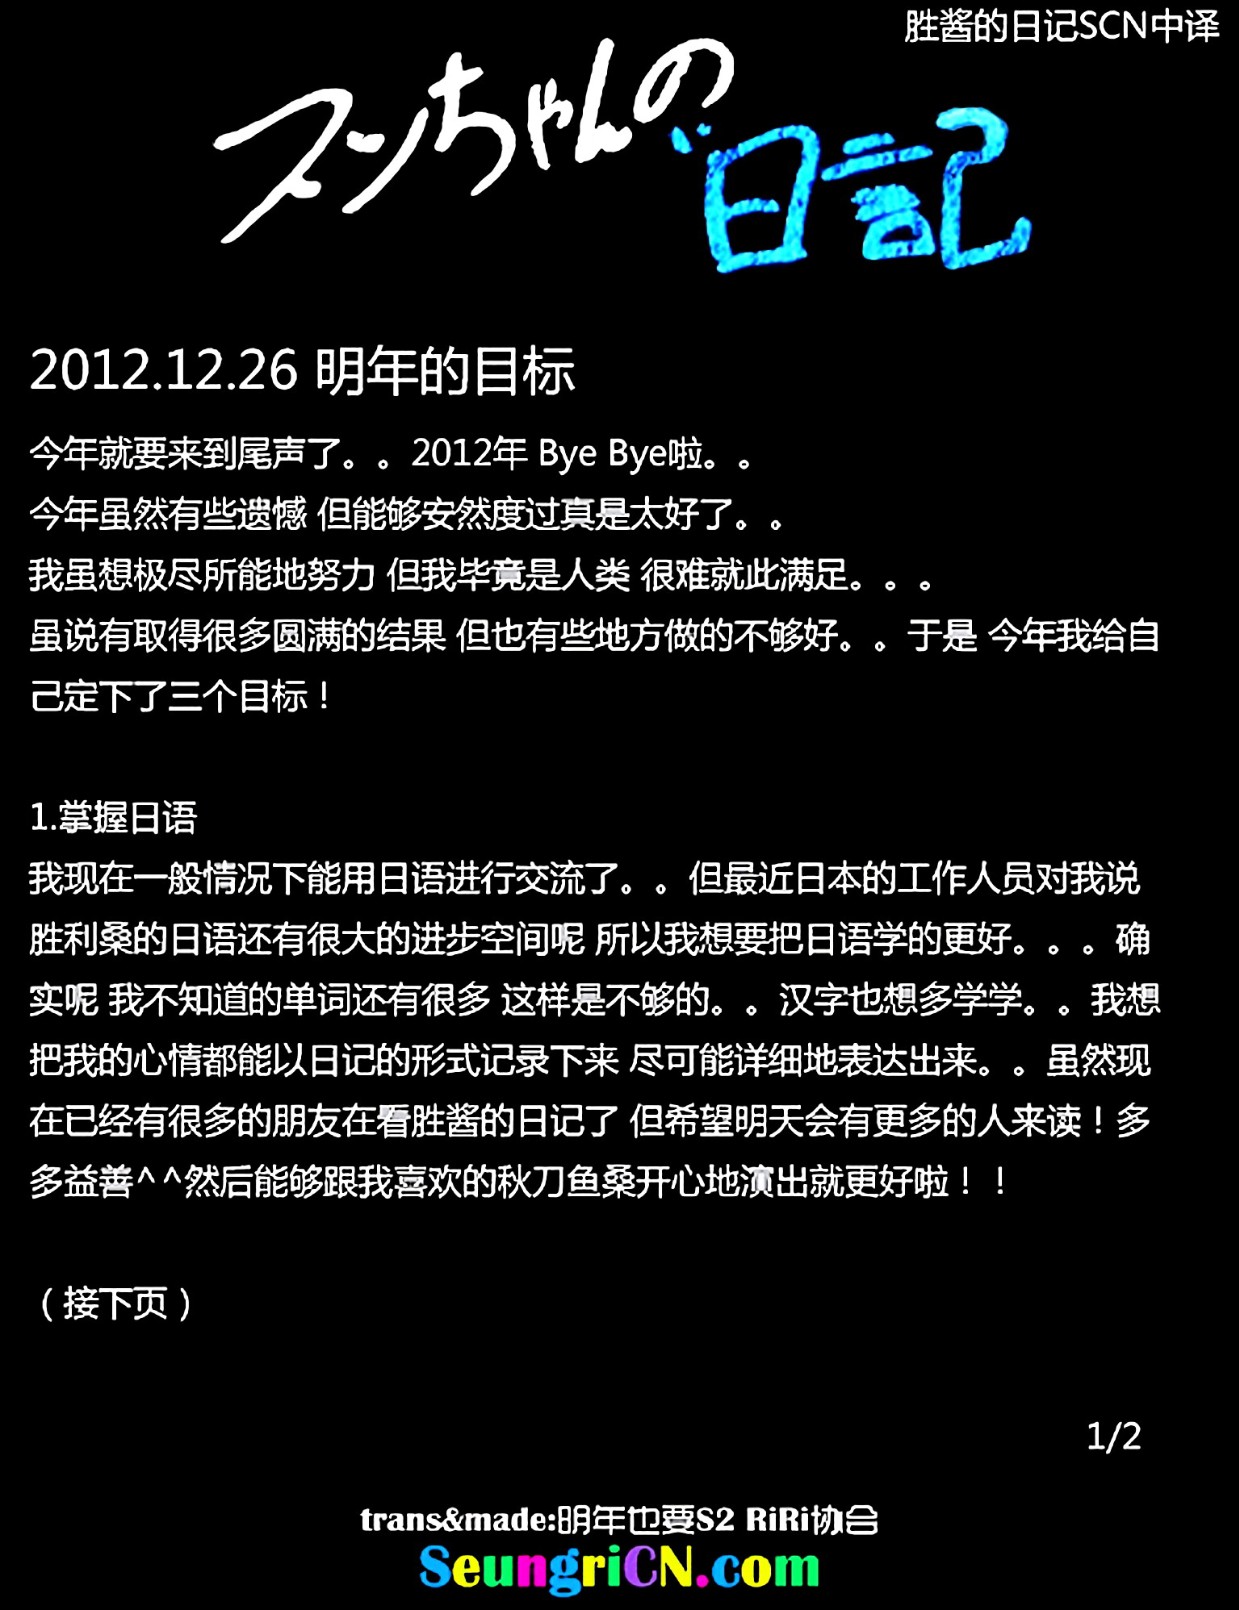 胜酱的日记SCN中译
スンちゃんの
日記
2012.12.26 明年的目标
今年就要来到尾声了。。2012年 Bye Bye啦。。
今年虽然有些遗憾 但能够安然度过真是太好了。。
我虽想极尽所能地努力 但我毕竟是人类 很难就此满足。。。
虽说有取得很多圆满的结果 但也有些地方做的不够好。。于是 今年我给自
己定下了三个目标！
1.掌握日语
我现在一般情况下能用日语进行交流了。。但最近日本的工作人员对我说
胜利桑的日语还有很大的进步空间呢 所以我想要把日语学的更好。。。确
实呢 我不知道的单词还有很多 这样是不够的。。汉字也想多学学。。我想
把我的心情都能以日记的形式记录下来 尽可能详细地表达出来。。虽然现
在已经有很多的朋友在看胜酱的日记了 但希望明天会有更多的人来读！多
多益善^ ^然后能够跟我喜欢的秋刀鱼桑开心地演出就更好啦！！
（接下页）
1/2
trans&made:明年也要S2 RiRi协会
SeungriCN.com